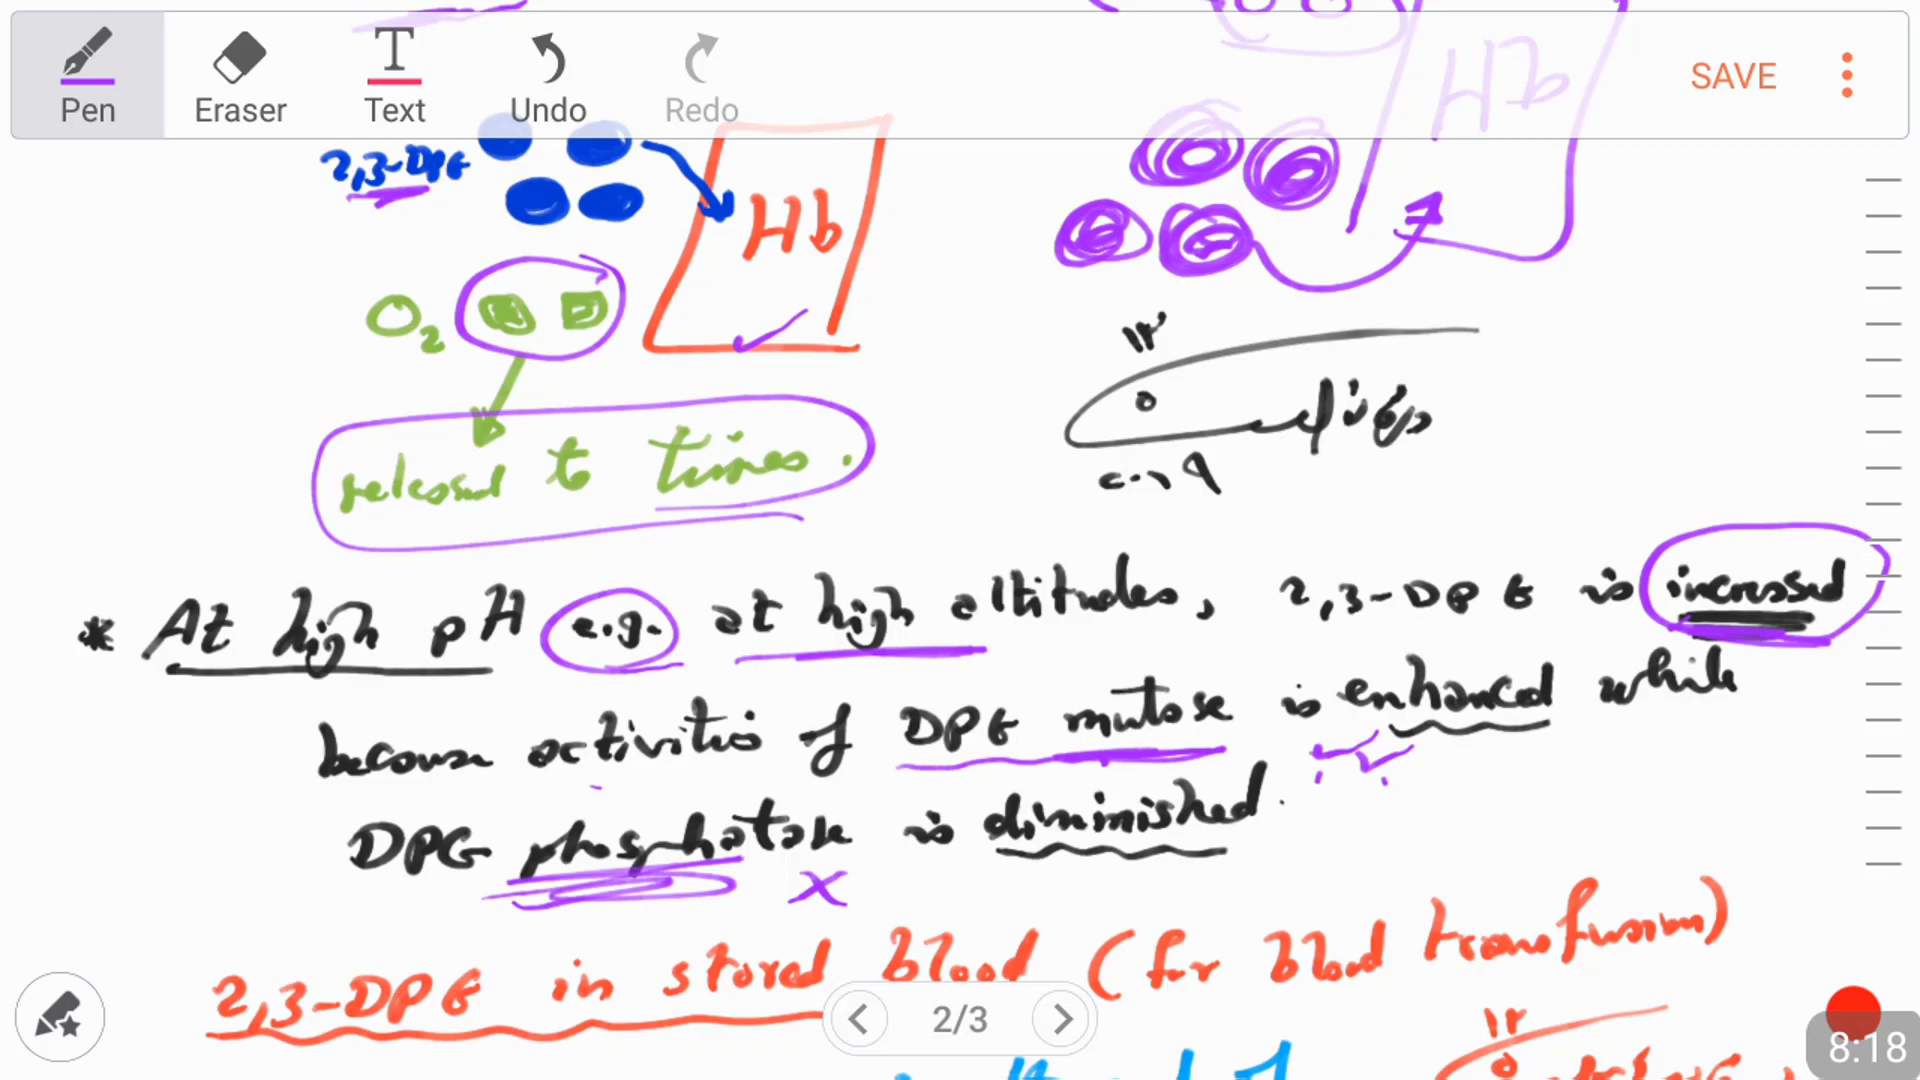 Pen Eraser Text Undo Redo SAVE
Hb
2,3-DPG
Hb
O2
released to tissues.
* At high pH e.g. at high altitudes, 2,3-DPG is increased
because activities of DPG mutase is enhanced while
DPG phosphatase is diminished.
X
2,3-DPG in stored blood (for blood transfusion)
2/3
8:18